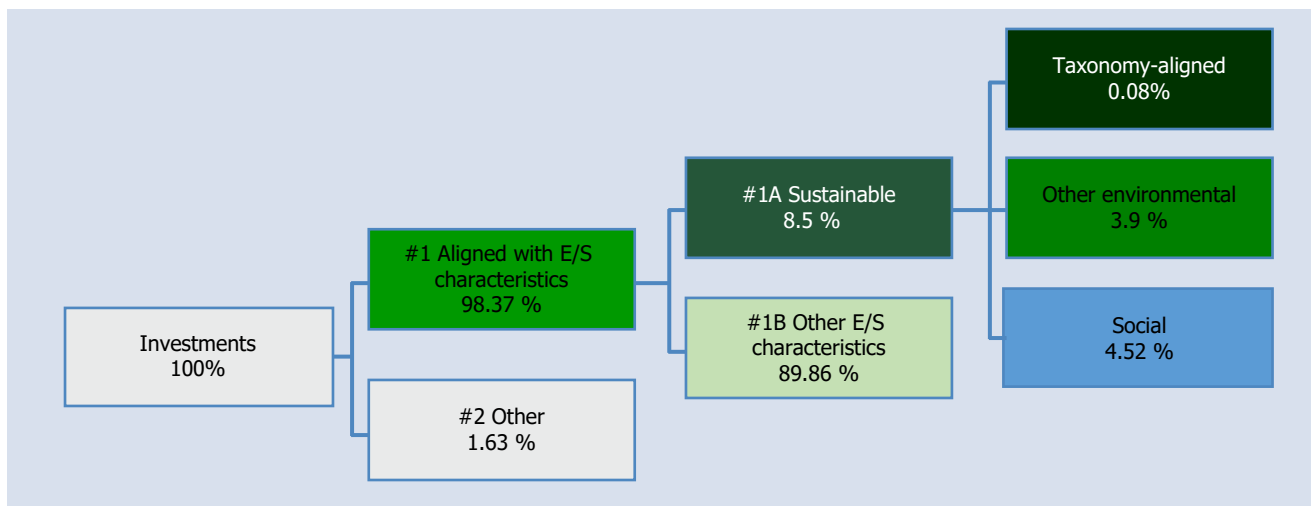 Investments
100%
#1 Aligned with E/S
characteristics
98.37 %
#2 Other
1.63 %
#1A Sustainable
8.5 %
#1B Other E/S
characteristics
89.86 %
Taxonomy-aligned
0.08%
Other environmental
3.9 %
Social
4.52 %